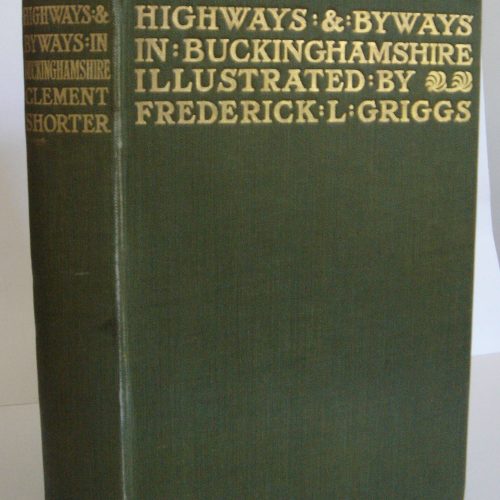 HIGHWAYS &
BYWAYS : IN
BUCKINGHAMSHIRE
CLEMENT
SHORTER
HIGHWAYS : & : BYWAYS
IN : BUCKINGHAMSHIRE
ILLUSTRATED : BY
FREDERICK : L : GRIGGS